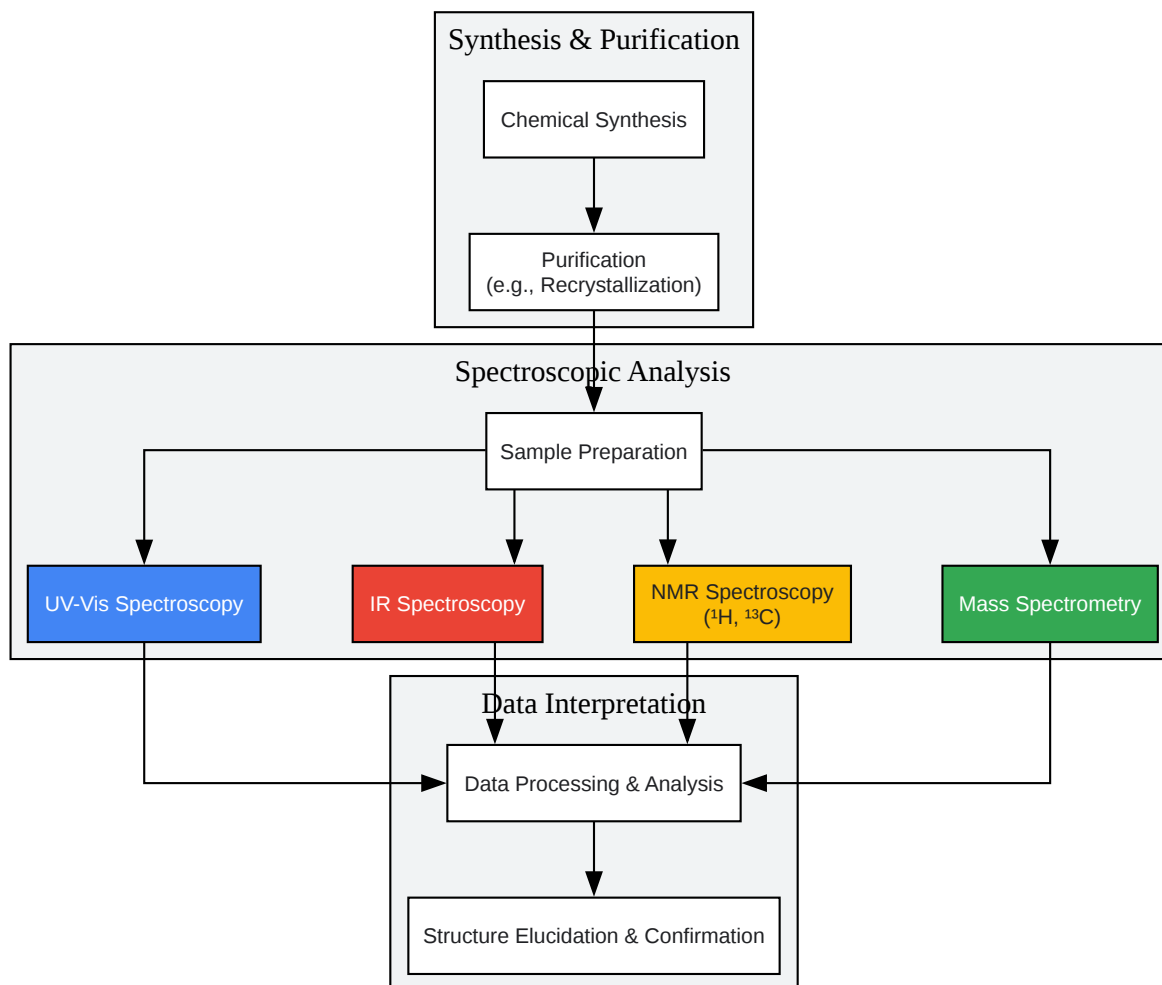 Synthesis & Purification
Chemical Synthesis
Purification
(e.g., Recrystallization)
Spectroscopic Analysis
Sample Preparation
UV-Vis Spectroscopy
IR Spectroscopy
NMR Spectroscopy
(¹H, ¹³C)
Mass Spectrometry
Data Interpretation
Data Processing & Analysis
Structure Elucidation & Confirmation